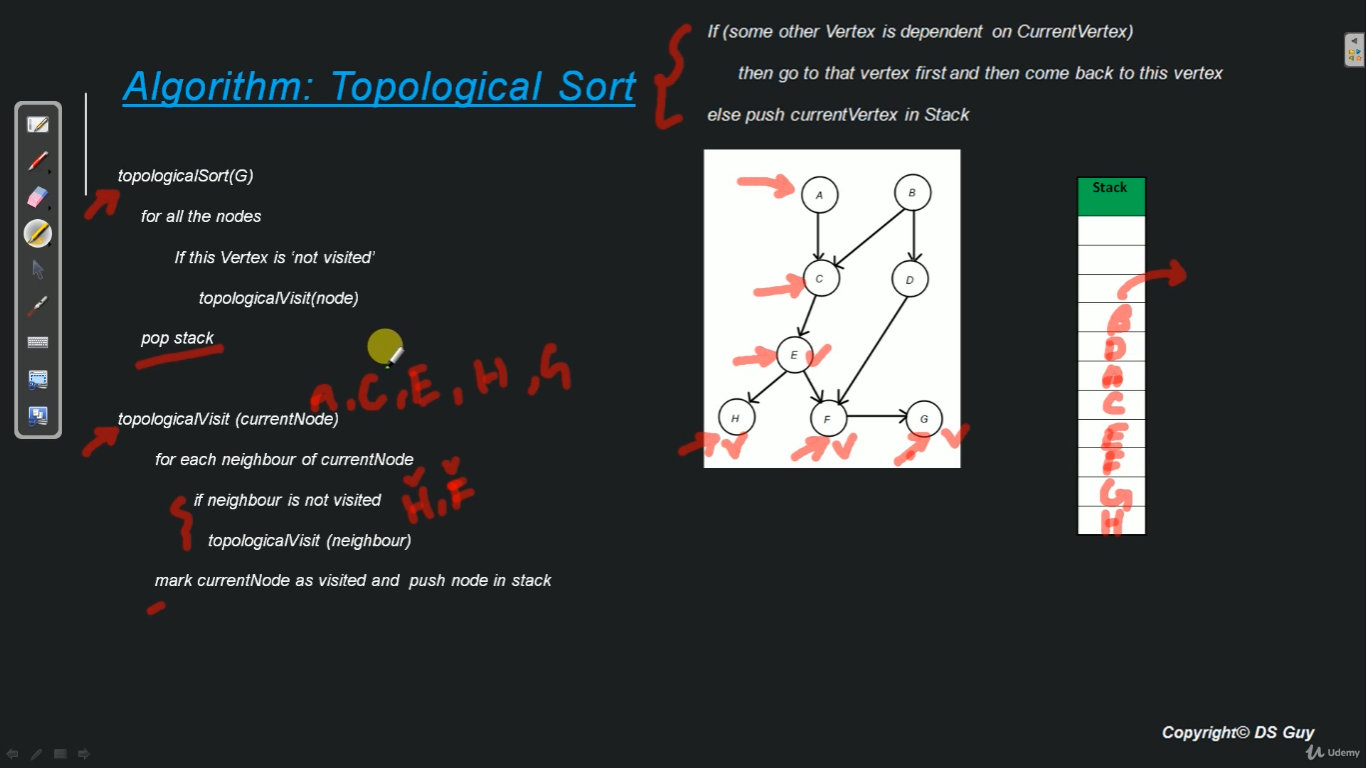 If (some other Vertex is dependent on CurrentVertex)
then go to that vertex first and then come back to this vertex
else push currentVertex in Stack
Algorithm: Topological Sort
topologicalSort(G)
for all the nodes
If this Vertex is ‘not visited’
topologicalVisit(node)
pop stack
A, C, E, H, G
topologicalVisit (currentNode)
for each neighbour of currentNode
if neighbour is not visited
H, F
topologicalVisit (neighbour)
mark currentNode as visited and push node in stack
A
B
C
D
E
H
F
G
Stack
B
D
A
C
E
F
G
H
Copyright© DS Guy
Udemy